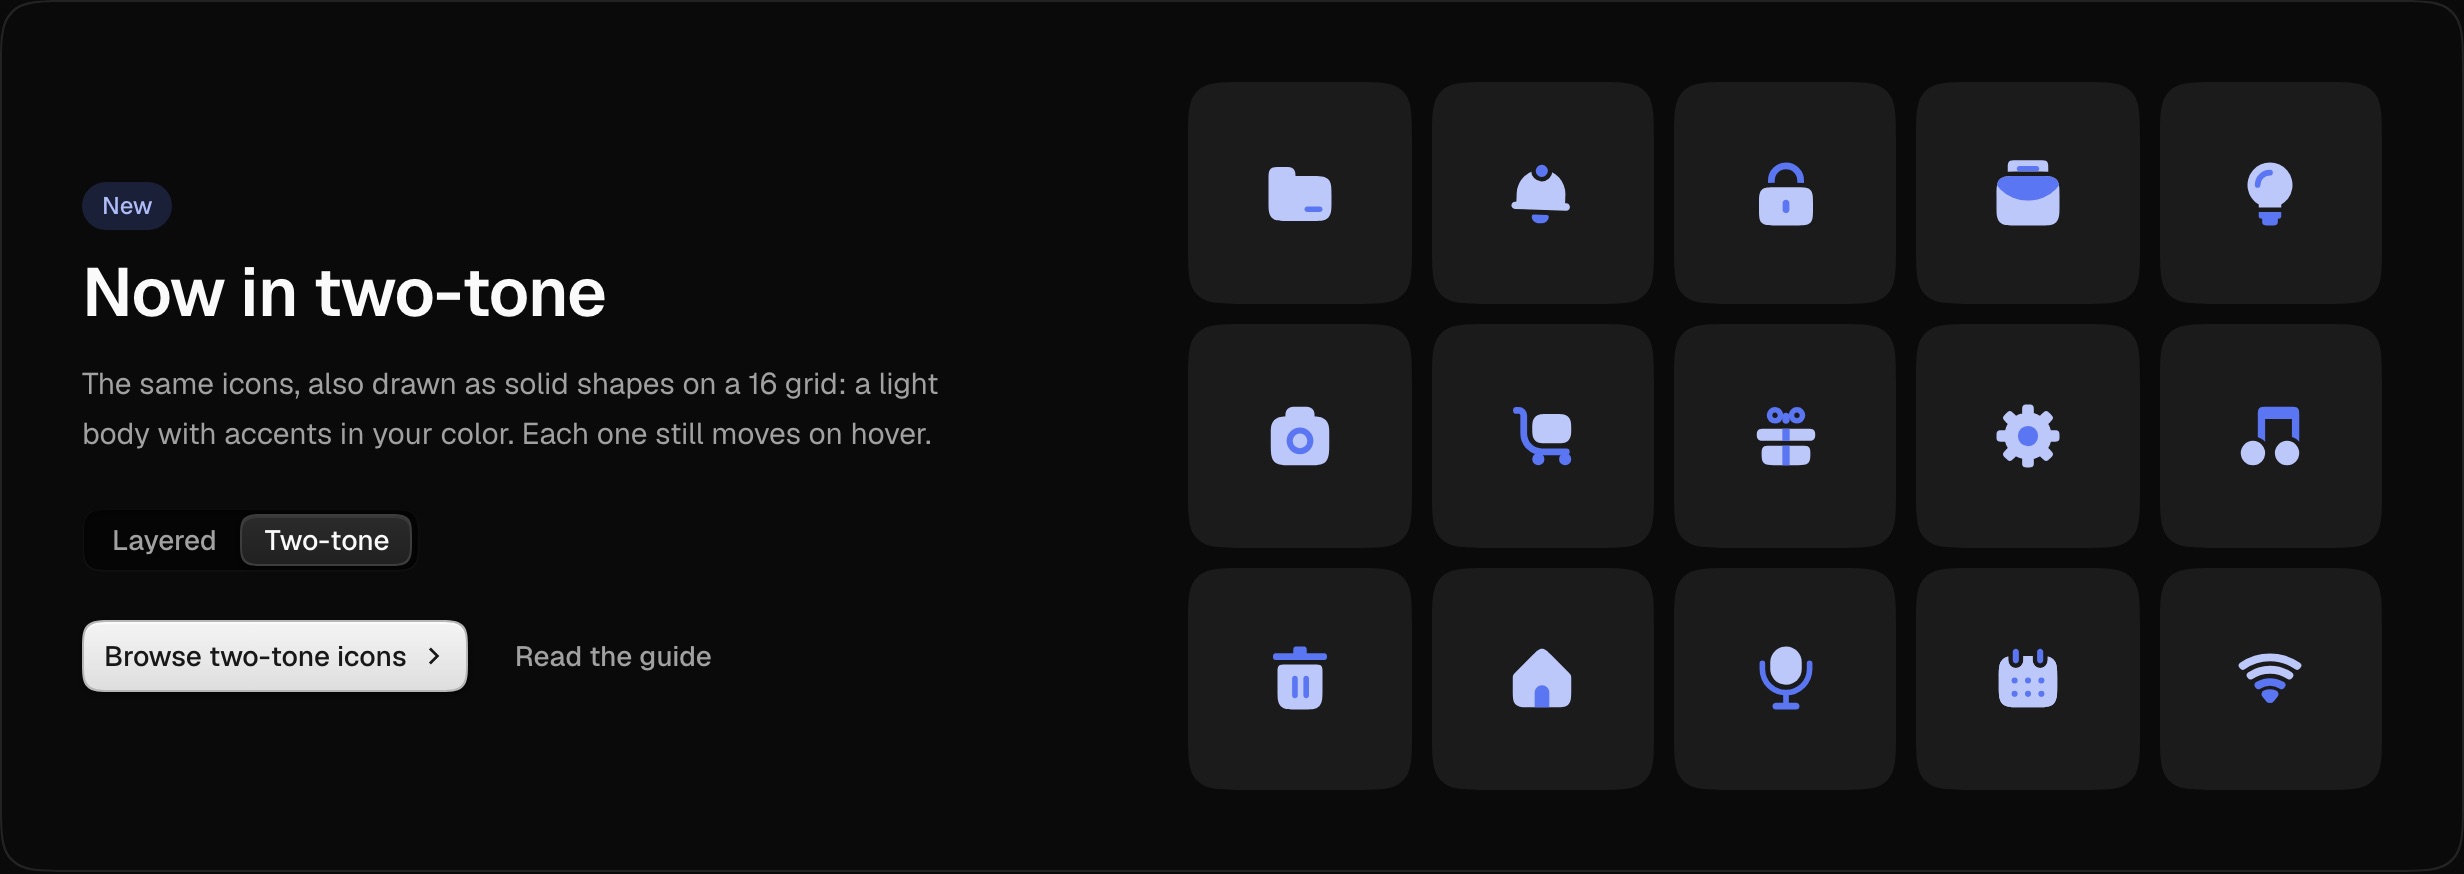 New
Now in two-tone
The same icons, also drawn as solid shapes on a 16 grid: a light
body with accents in your color. Each one still moves on hover.
Layered Two-tone
Browse two-tone icons Read the guide